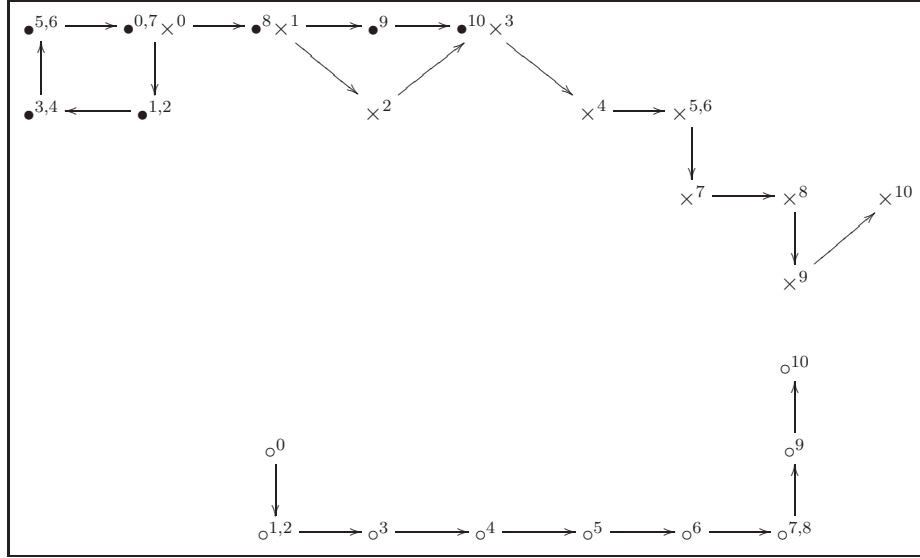 ● 5,6 ● 0,7 × 0 ● 8 × 1 ● 9 ● 10 × 3
● 3,4 ● 1,2 × 2 × 4 × 5,6
× 7 × 8 × 10
× 9
○ 10
○ 0 ○ 9
○ 1,2 ○ 3 ○ 4 ○ 5 ○ 6 ○ 7,8